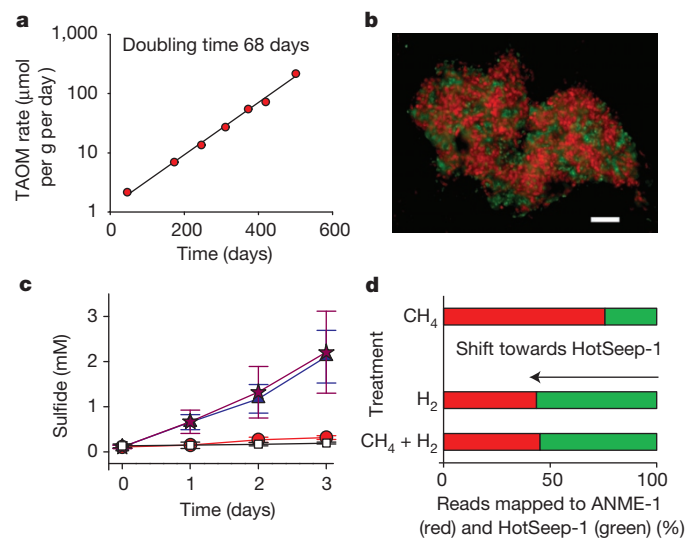 a
1,000
100
10
1
TAOM rate (μmol
per g per day)
Doubling time 68 days
0
200
400
600
Time (days)
b
c
3
2
1
0
Sulfide (mM)
0
1
2
3
Time (days)
d
Treatment
CH4
Shift towards HotSeep-1
H2
CH4 + H2
0
50
100
Reads mapped to ANME-1
(red) and HotSeep-1 (green) (%)